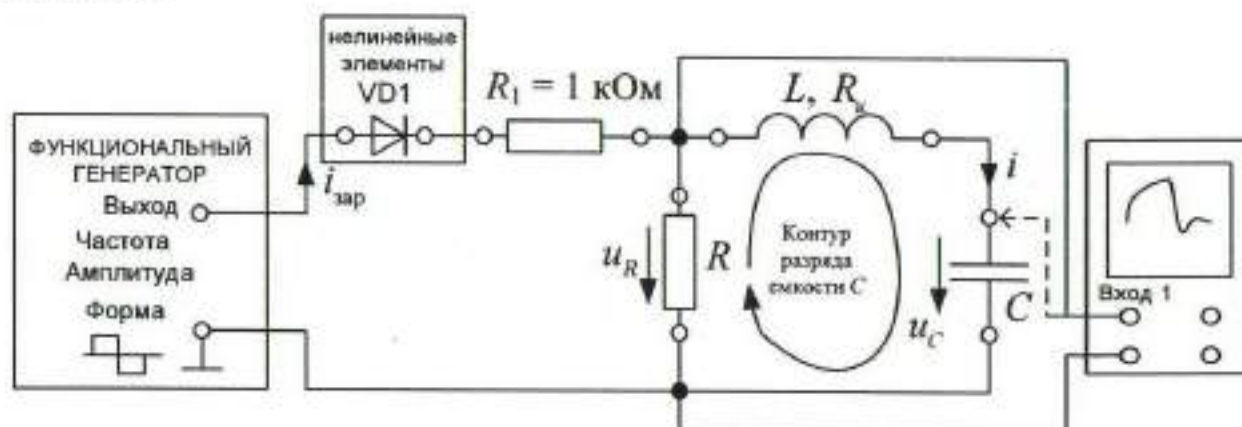 нелинейные
элементы
VD1
R₁ = 1 кОм
L, Rₖ
ФУНКЦИОНАЛЬНЫЙ
ГЕНЕРАТОР
Выход
Частота
Амплитуда
Форма
iзар
uR
R
Контур
разряда
емкости C
i
uC
C
Вход 1